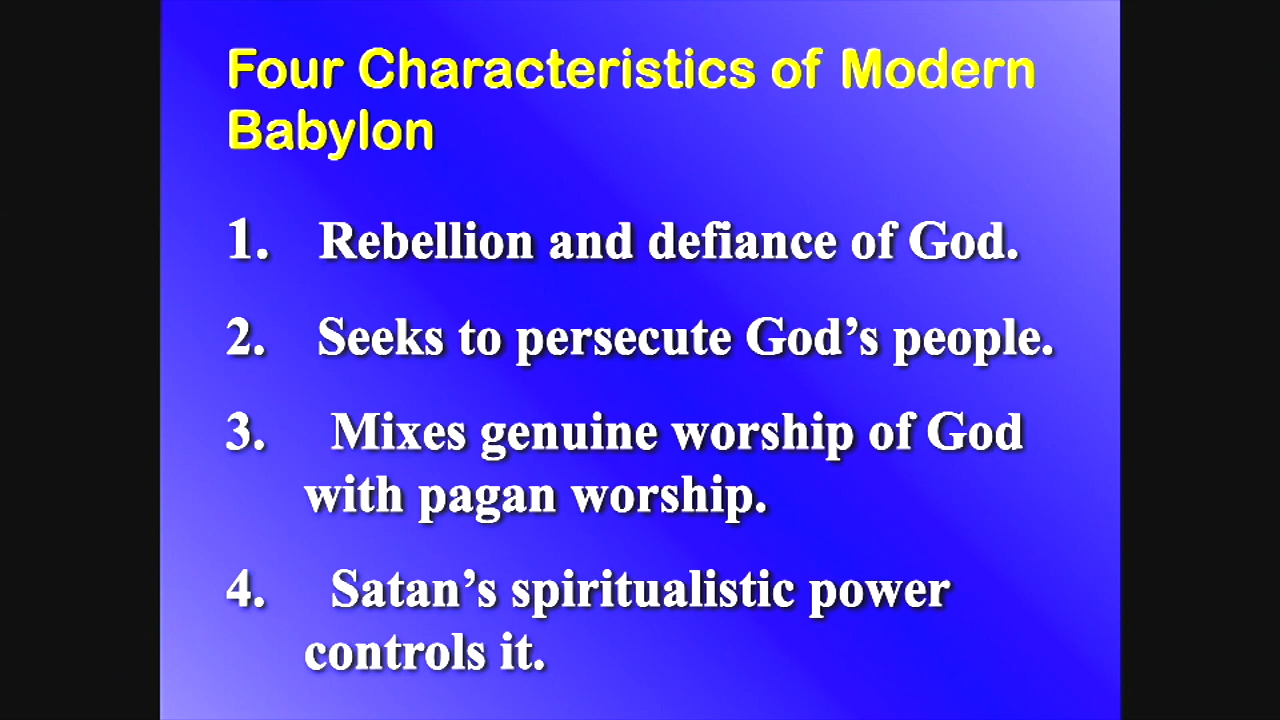 Four Characteristics of Modern
Babylon
1. Rebellion and defiance of God.
2. Seeks to persecute God’s people.
3. Mixes genuine worship of God
with pagan worship.
4. Satan’s spiritualistic power
controls it.